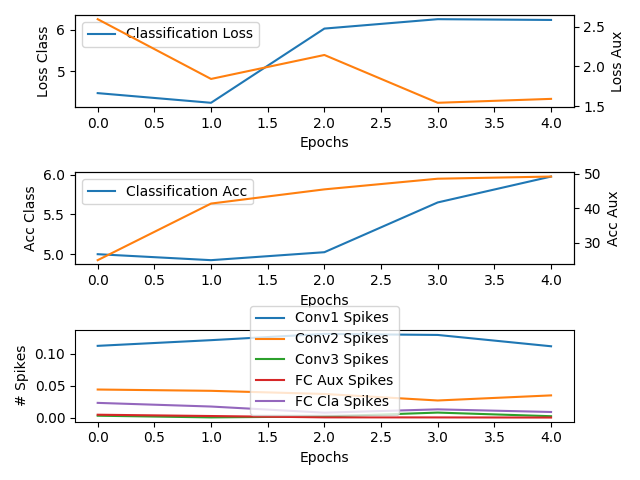 Classification Loss
Loss Class
Loss Aux
6
5
2.5
2.0
1.5
0.0 0.5 1.0 1.5 2.0 2.5 3.0 3.5 4.0
Epochs
Classification Acc
Acc Class
Acc Aux
6.0
5.5
5.0
50
40
30
0.0 0.5 1.0 1.5 2.0 2.5 3.0 3.5 4.0
Epochs
Conv1 Spikes
Conv2 Spikes
Conv3 Spikes
FC Aux Spikes
FC Cla Spikes
# Spikes
0.10
0.05
0.00
0.0 0.5 1.0 1.5 2.0 2.5 3.0 3.5 4.0
Epochs